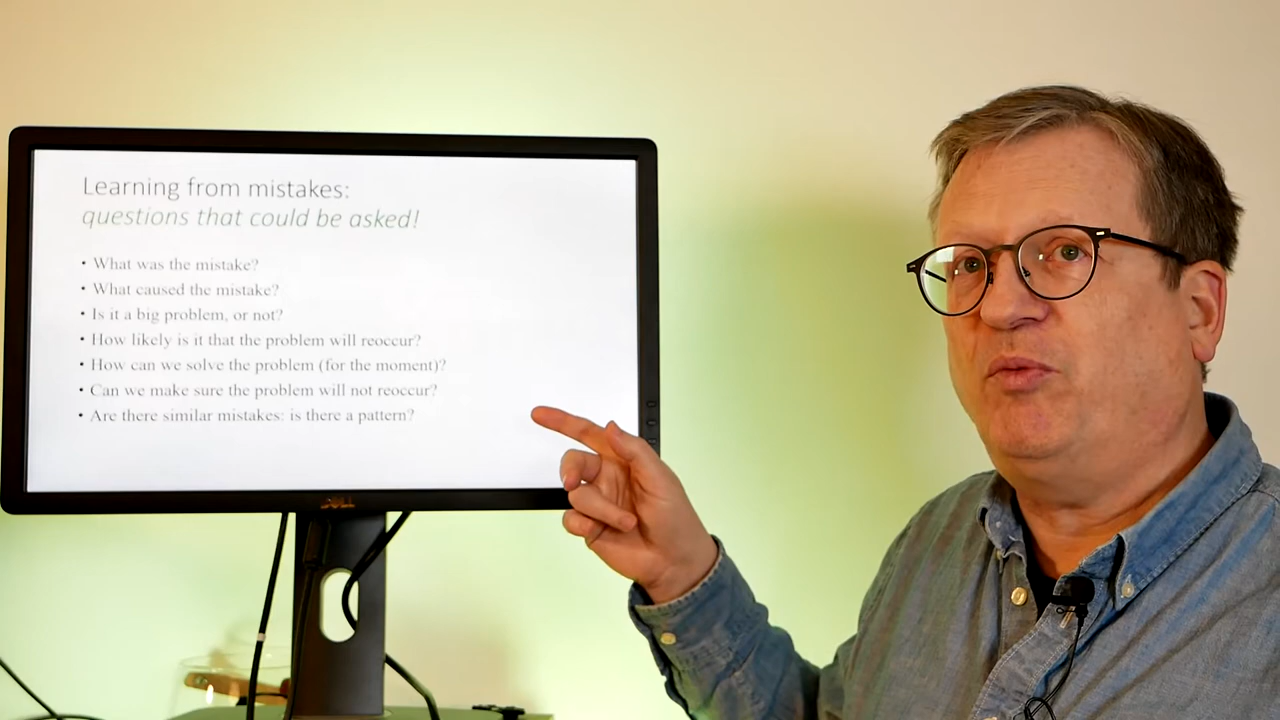 Learning from mistakes:
questions that could be asked!
• What was the mistake?
• What caused the mistake?
• Is it a big problem, or not?
• How likely is it that the problem will reoccur?
• How can we solve the problem (for the moment)?
• Can we make sure the problem will not reoccur?
• Are there similar mistakes: is there a pattern?
DELL